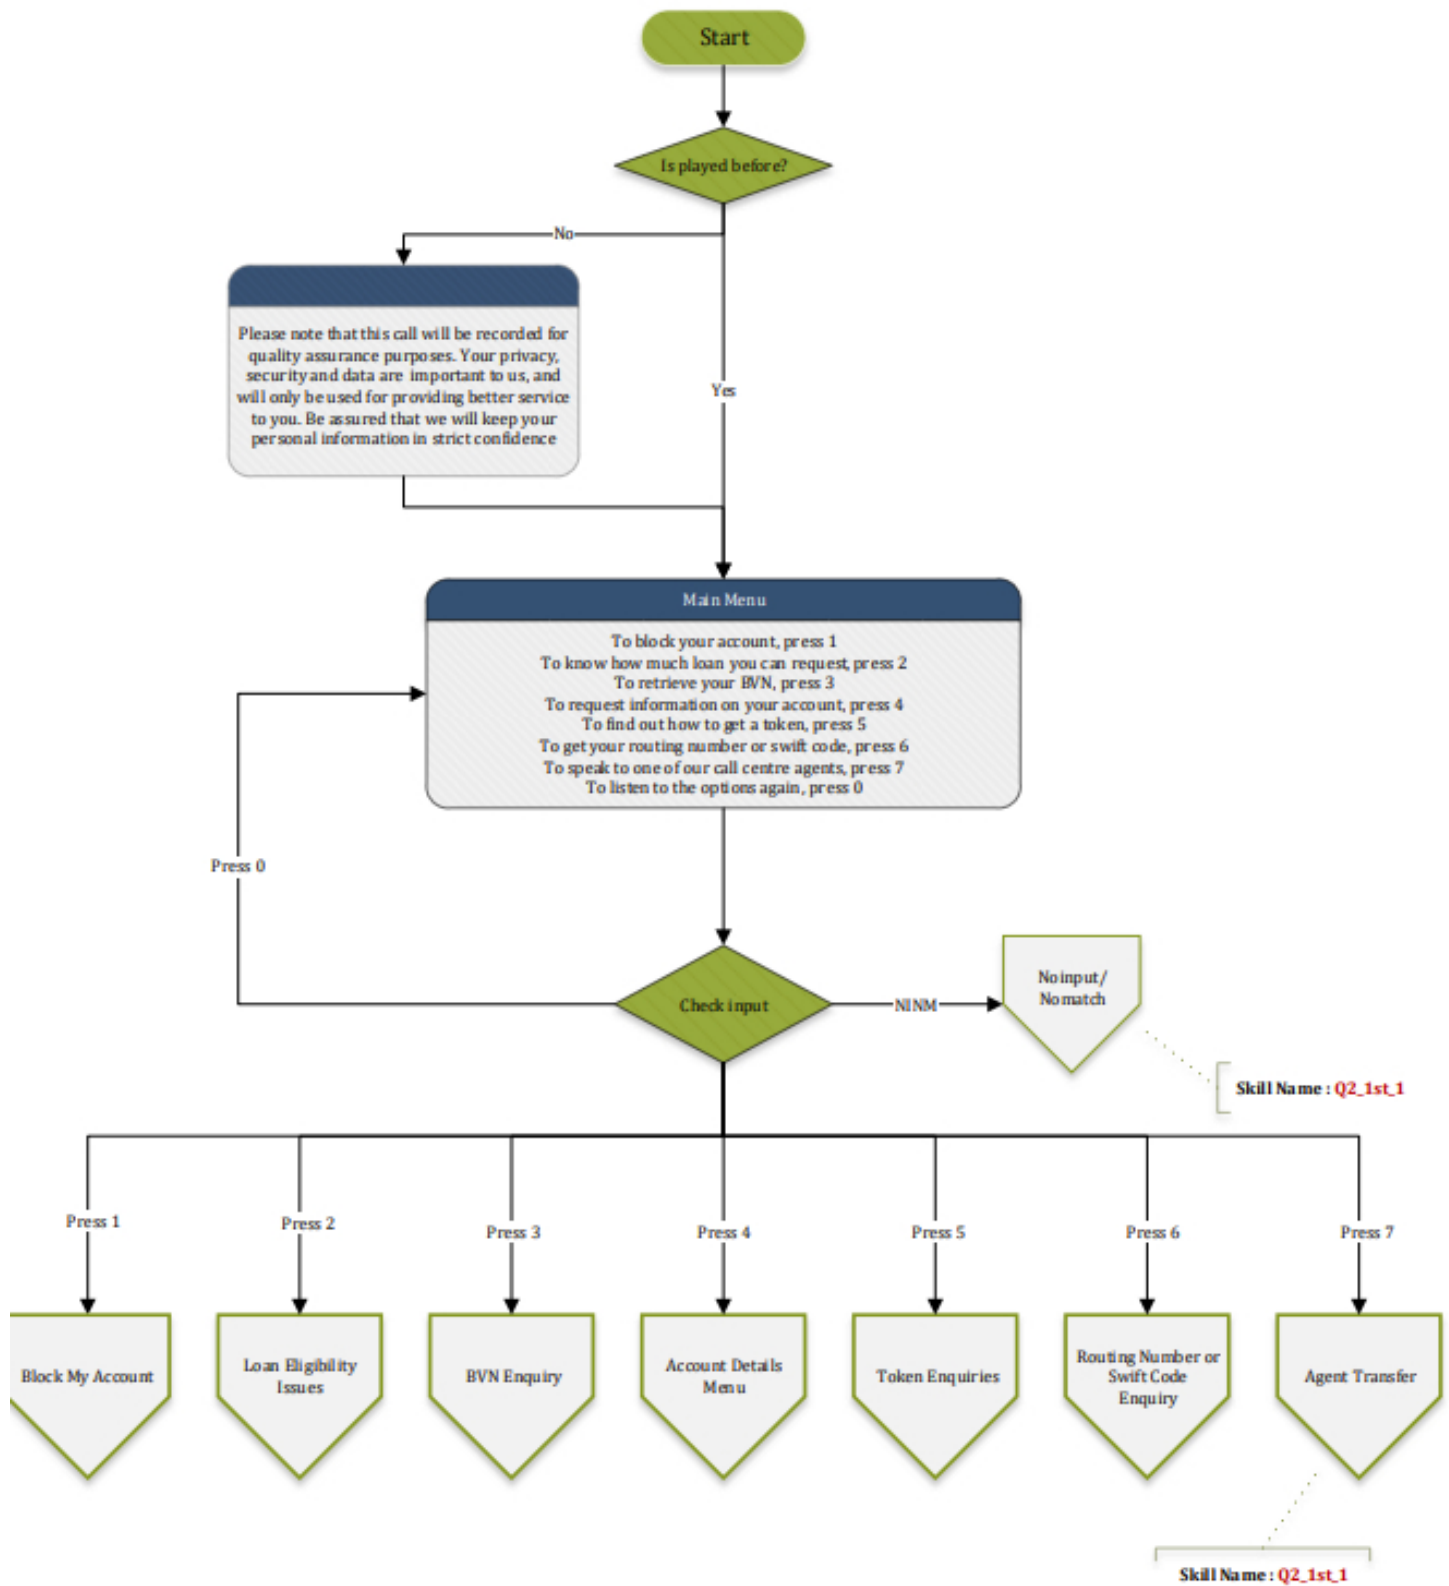 Start
Is played before?
No
Please note that this call will be recorded for
quality assurance purposes. Your privacy,
security and data are important to us, and
will only be used for providing better service
to you. Be assured that we will keep your
personal information in strict confidence
Yes
Main Menu
To block your account, press 1
To know how much loan you can request, press 2
To retrieve your BVN, press 3
To request information on your account, press 4
To find out how to get a token, press 5
To get your routing number or swift code, press 6
To speak to one of our call centre agents, press 7
To listen to the options again, press 0
Press 0
Check input
NINM
No input/
No match
Skill Name : Q2_1st_1
Press 1
Press 2
Press 3
Press 4
Press 5
Press 6
Press 7
Block My Account
Loan Eligibility
Issues
BVN Enquiry
Account Details
Menu
Token Enquiries
Routing Number or
Swift Code
Enquiry
Agent Transfer
Skill Name : Q2_1st_1